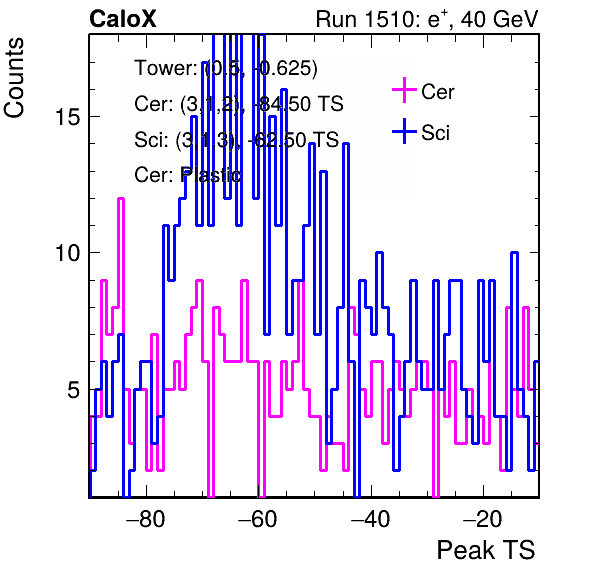 CaloX
Run 1510: e+, 40 GeV
Counts
Tower: (0.5, -0.625)
Cer: (3,1,2), -84.50 TS
Sci: (3,1,3), -62.50 TS
Cer: Plastic
Cer
Sci
15
10
5
−80
−60
−40
−20
Peak TS